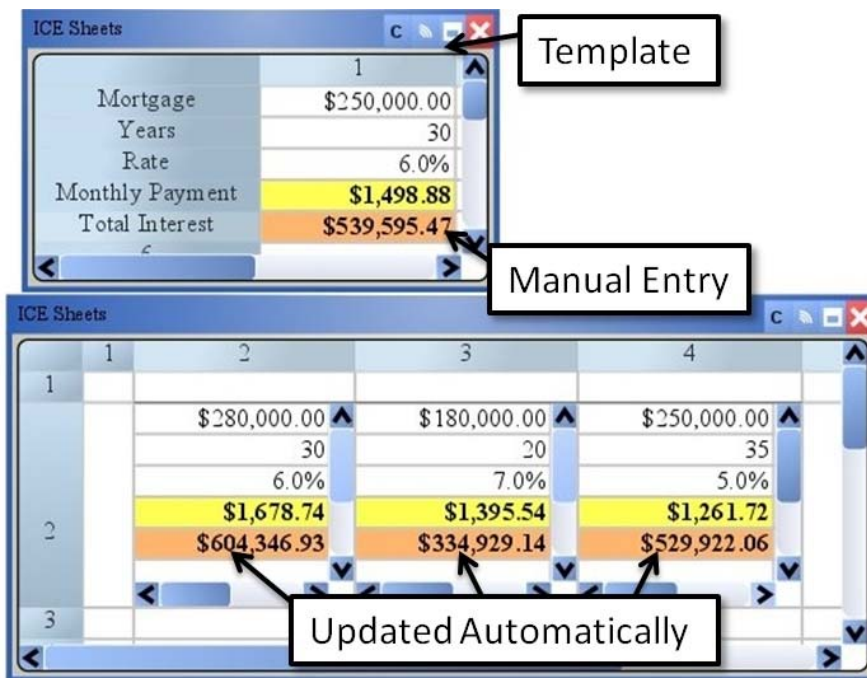 ICE Sheets C
Template
1
Mortgage $250,000.00
Years 30
Rate 6.0%
Monthly Payment $1,498.88
Total Interest $539,595.47
Manual Entry
ICE Sheets C
1 2 3 4
1
$280,000.00 $180,000.00 $250,000.00
30 20 35
6.0% 7.0% 5.0%
$1,678.74 $1,395.54 $1,261.72
2
$604,346.93 $334,929.14 $529,922.06
3
Updated Automatically